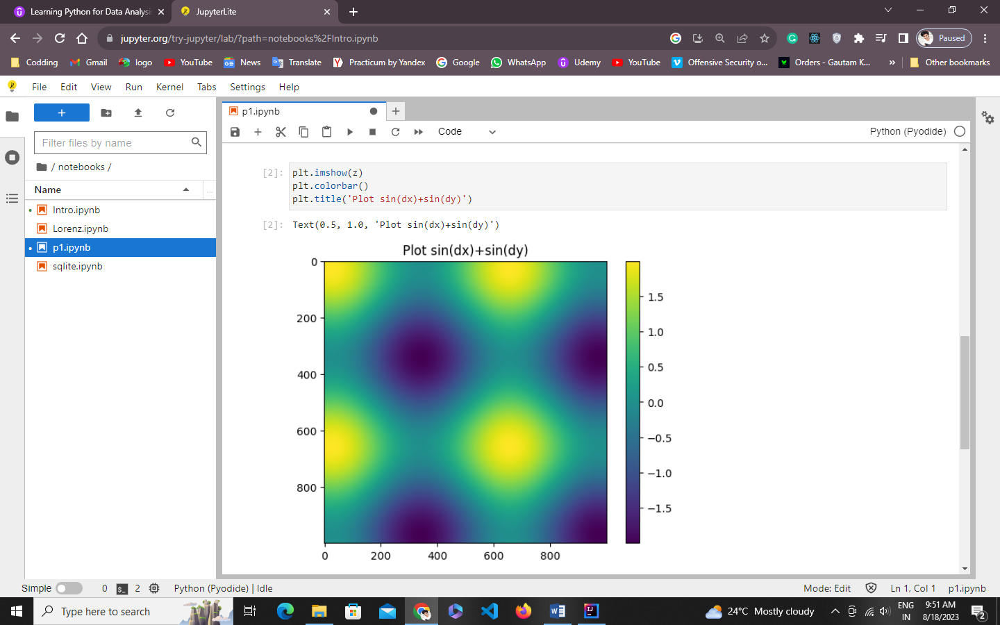 Learning Python for Data Analysis
JupyterLite
jupyter.org/try-jupyter/lab/?path=notebooks%2FIntro.ipynb
Paused
Codding
Gmail
logo
YouTube
News
Translate
Practicum by Yandex
Google
WhatsApp
Udemy
YouTube
Offensive Security o...
Orders - Gautam K...
»
Other bookmarks
File Edit View Run Kernel Tabs Settings Help
p1.ipynb
Code
Python (Pyodide)
Filter files by name
/ notebooks /
Name
Intro.ipynb
Lorenz.ipynb
p1.ipynb
sqlite.ipynb
[2]: plt.imshow(z)
plt.colorbar()
plt.title('Plot sin(dx)+sin(dy)')
[2]: Text(0.5, 1.0, 'Plot sin(dx)+sin(dy)')
Plot sin(dx)+sin(dy)
0
200
400
600
800
0 200 400 600 800
1.5
1.0
0.5
0.0
−0.5
−1.0
−1.5
Simple 0 $_ 2 Python (Pyodide) | Idle
Mode: Edit Ln 1, Col 1 p1.ipynb
Type here to search
24°C Mostly cloudy
ENG
IN
9:51 AM
8/18/2023
2